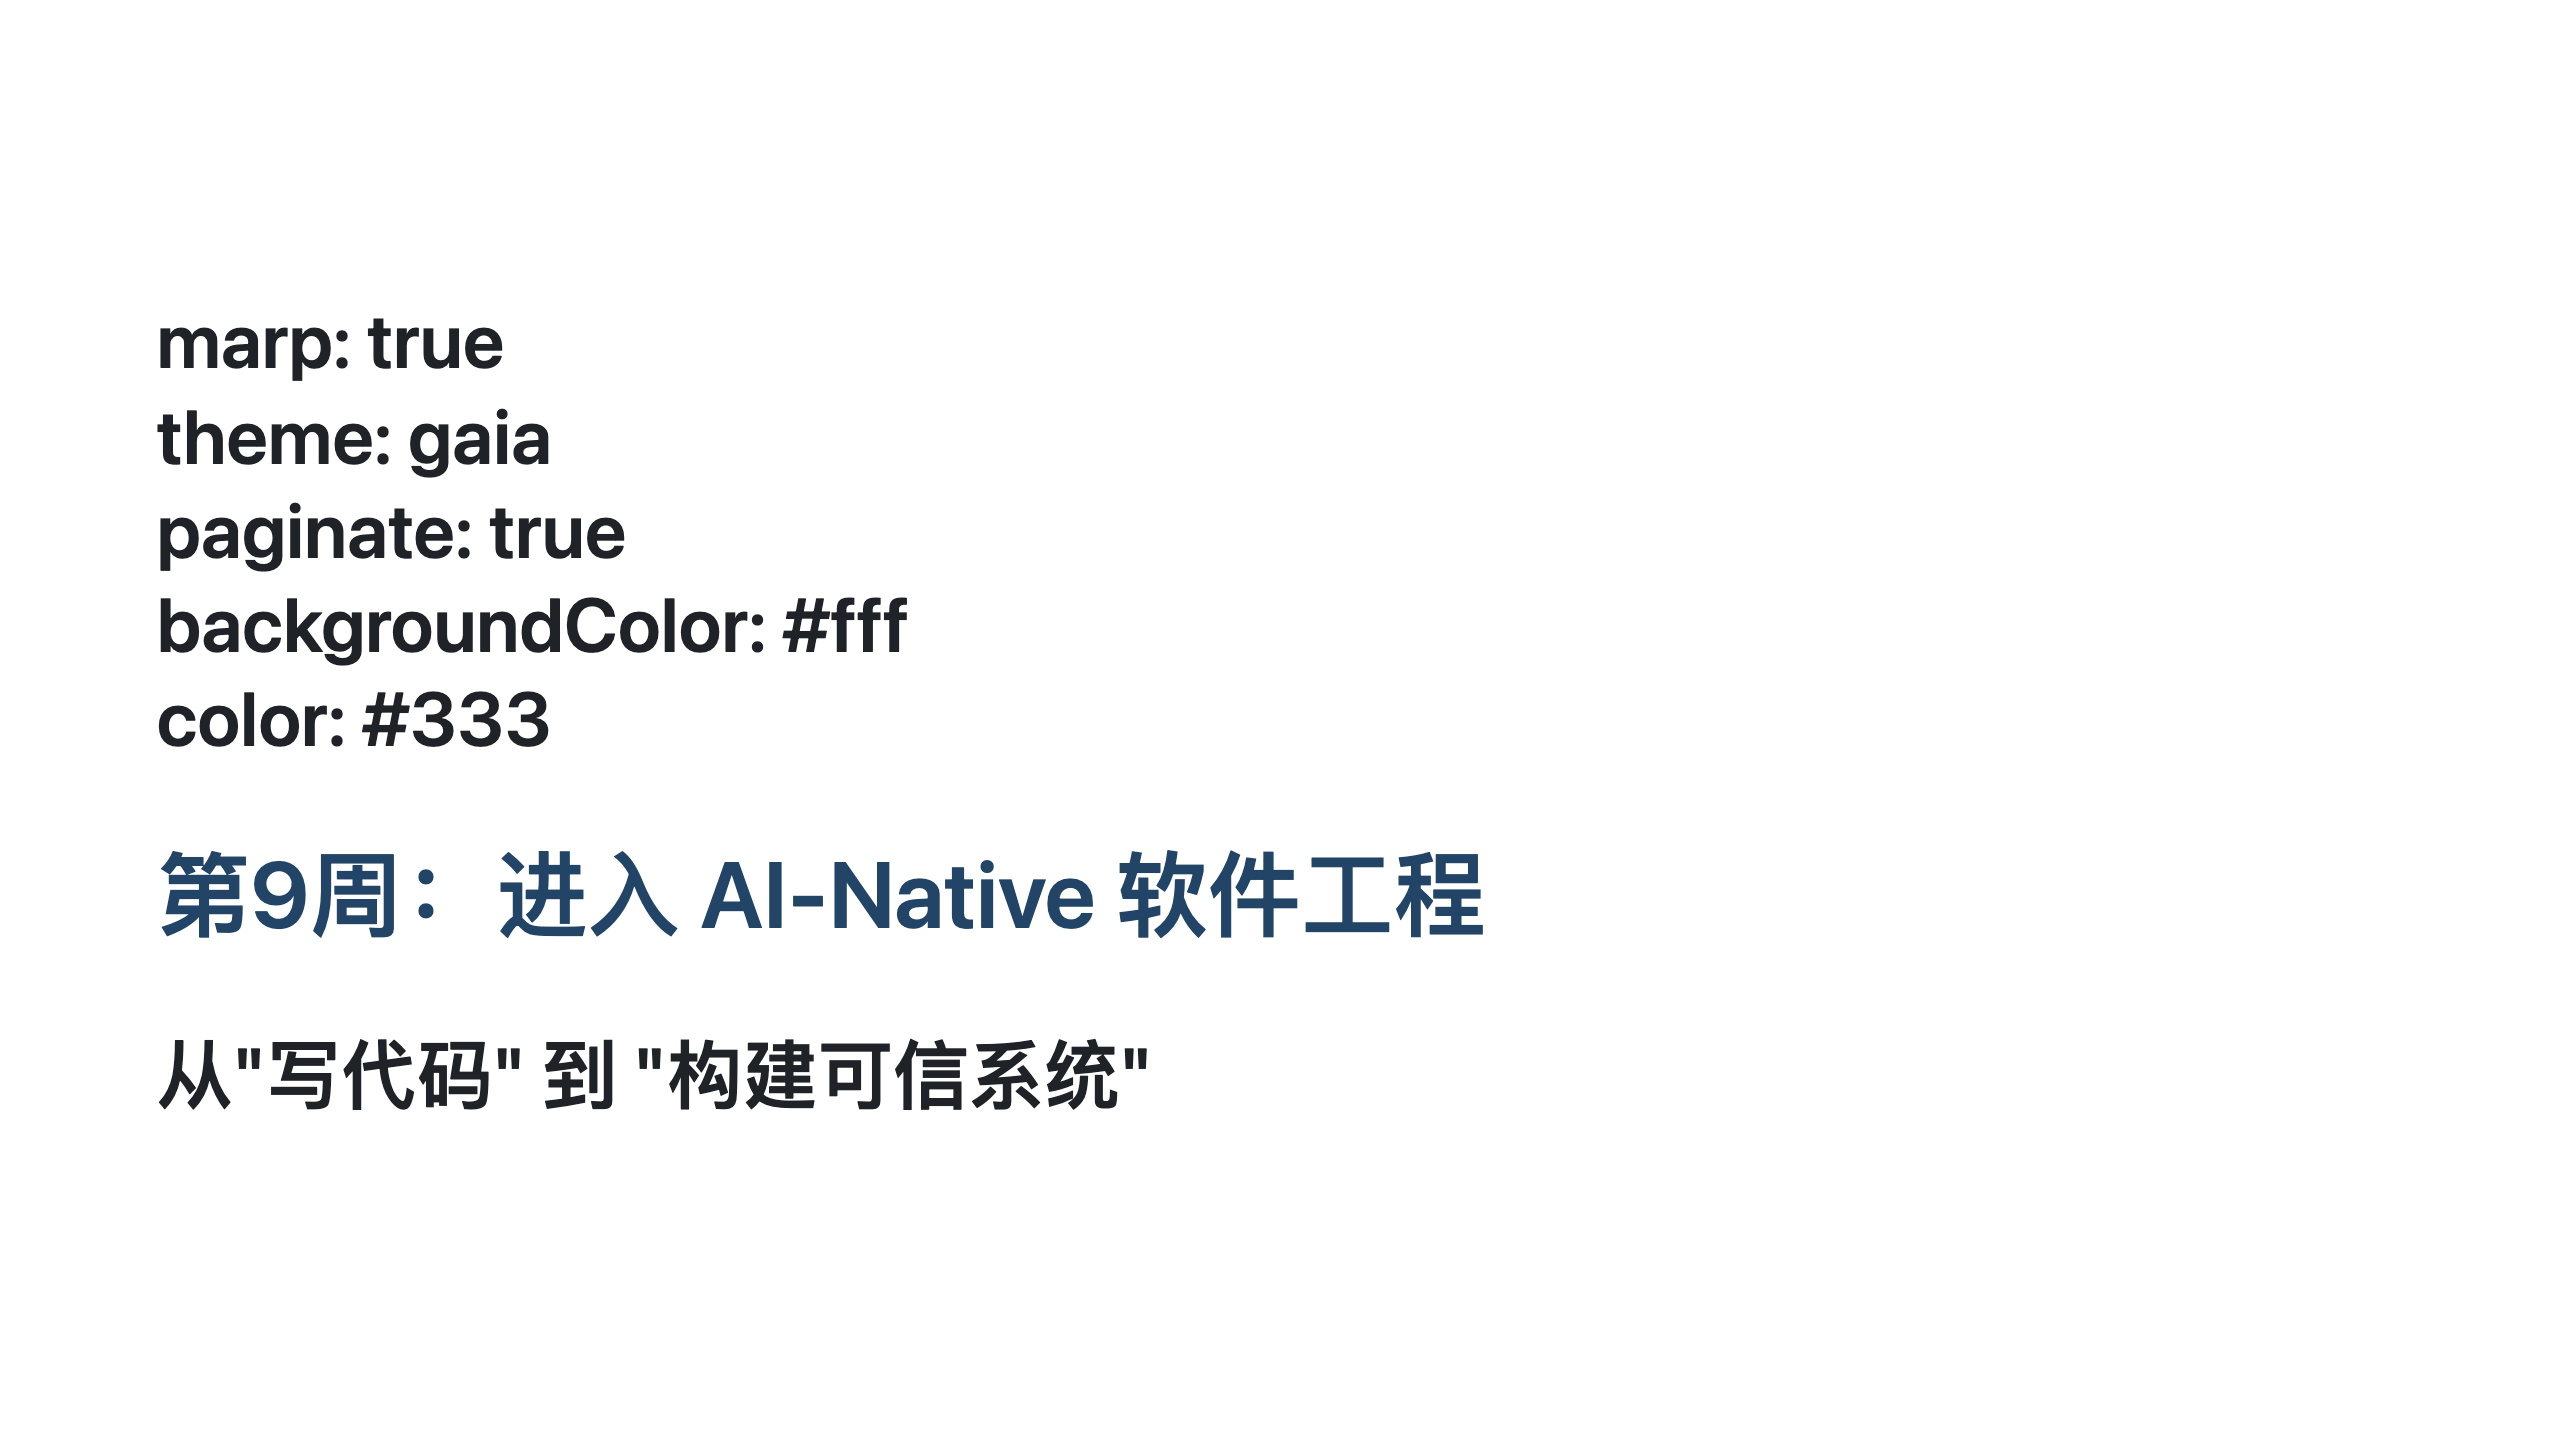 marp: true
theme: gaia
paginate: true
backgroundColor: #fff
color: #333
第9周：进入 AI-Native 软件工程
从"写代码" 到 "构建可信系统"